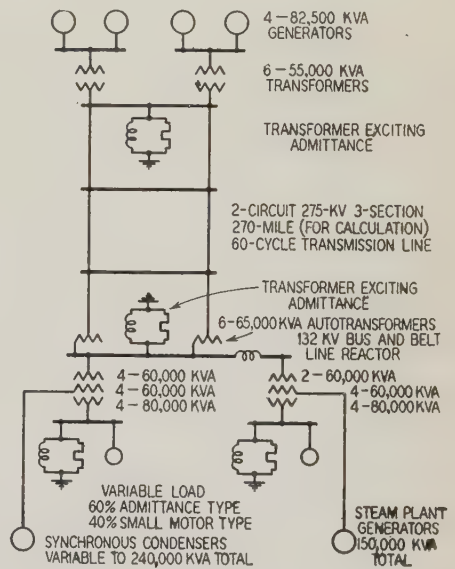 4-82,500 KVA
GENERATORS
6-55,000 KVA
TRANSFORMERS
TRANSFORMER EXCITING
ADMITTANCE
2-CIRCUIT 275-KV 3-SECTION
270-MILE (FOR CALCULATION)
60-CYCLE TRANSMISSION LINE
TRANSFORMER EXCITING
ADMITTANCE
6-65,000 KVA AUTOTRANSFORMERS
132 KV BUS AND BELT
LINE REACTOR
4-60,000 KVA
4-60,000 KVA
4-80,000 KVA
2-60,000 KVA
4-60,000 KVA
4-80,000 KVA
VARIABLE LOAD
60% ADMITTANCE TYPE
40% SMALL MOTOR TYPE
SYNCHRONOUS CONDENSERS
VARIABLE TO 240,000 KVA TOTAL
STEAM PLANT
GENERATORS
150,000 KVA
TOTAL